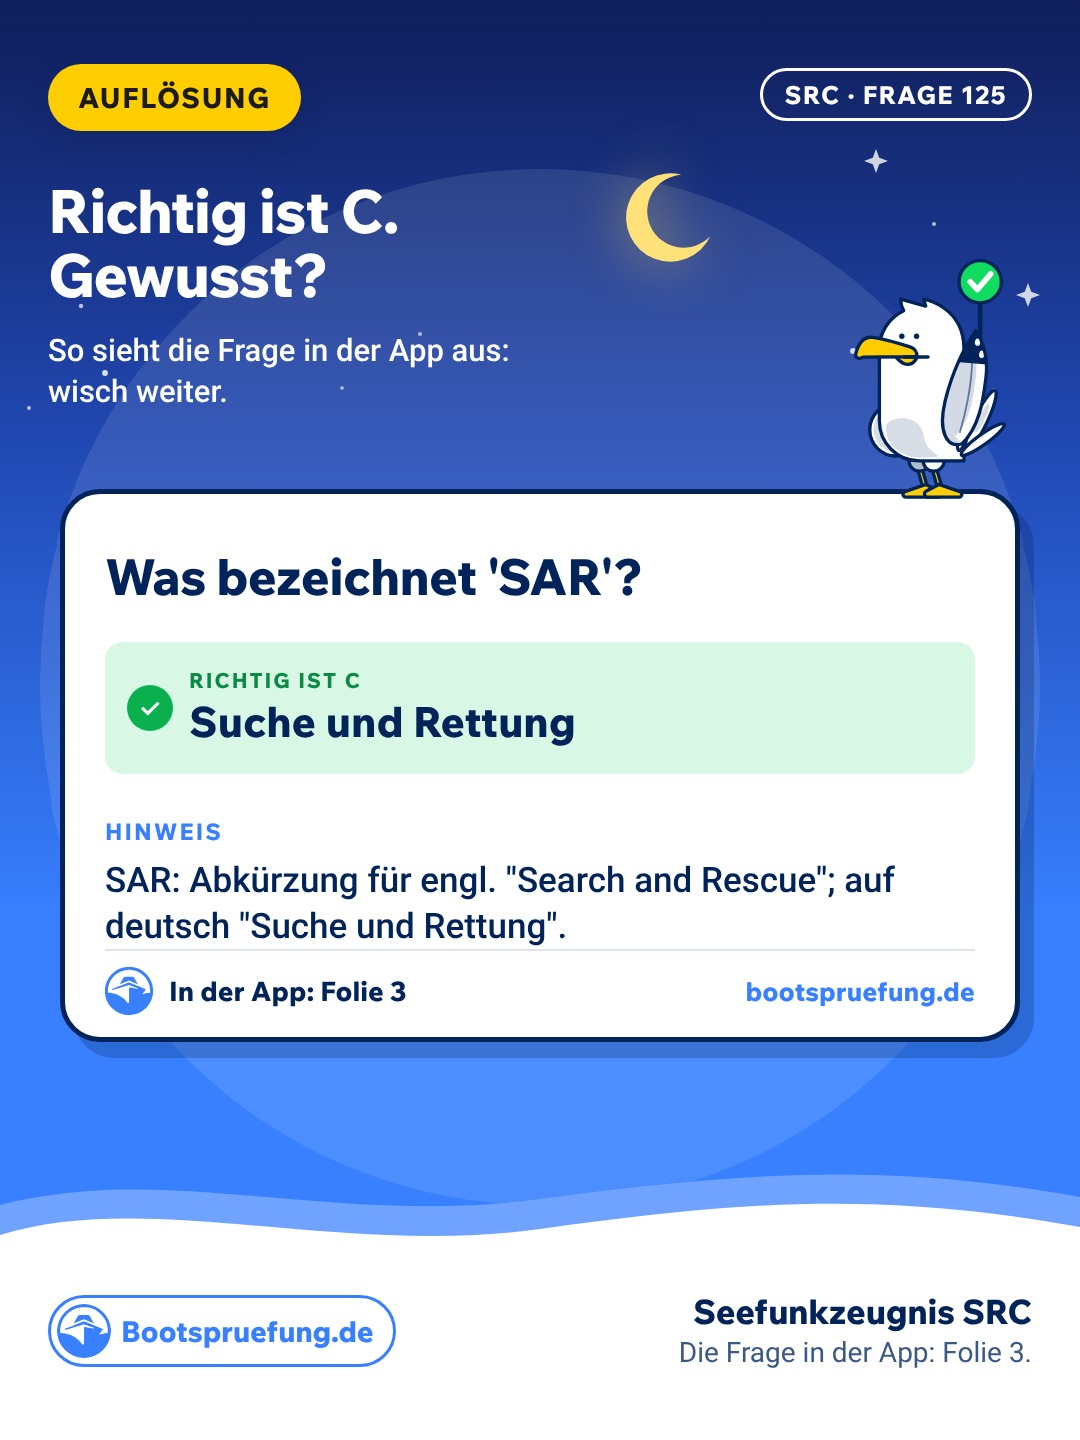 AUFLÖSUNG
SRC · FRAGE 125
Richtig ist C.
Gewusst?
So sieht die Frage in der App aus:
wisch weiter.
Was bezeichnet 'SAR'?
RICHTIG IST C
Suche und Rettung
HINWEIS
SAR: Abkürzung für engl. "Search and Rescue"; auf
deutsch "Suche und Rettung".
In der App: Folie 3
bootspruefung.de
Bootspruefung.de
Seefunkzeugnis SRC
Die Frage in der App: Folie 3.